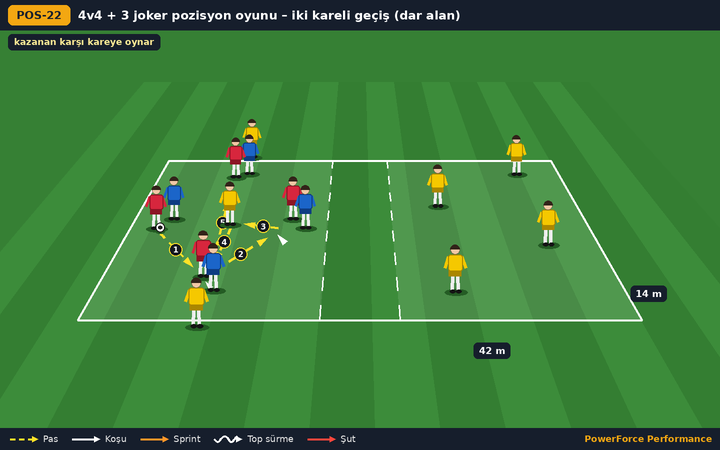 POS-22 4v4 + 3 joker pozisyon oyunu – iki kareli geçiş (dar alan)
kazanan karşı kareye oynar
5
3
4
1
2
14 m
42 m
Pas Koşu Sprint Top sürme Şut PowerForce Performance